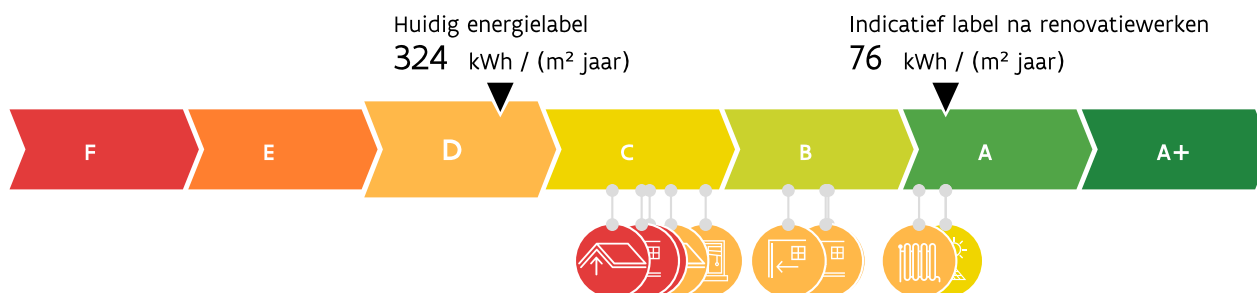 Huidig energielabel
324 kWh / (m² jaar)
Indicatief label na renovatiewerken
76 kWh / (m² jaar)
F
E
D
C
B
A
A+